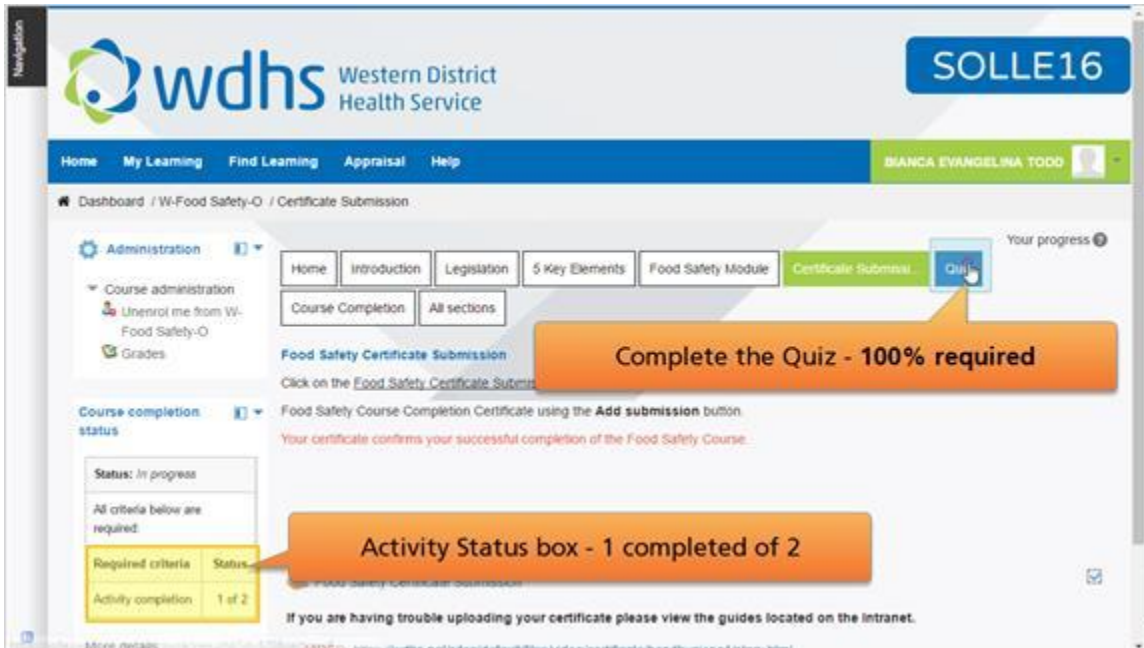 Navigation
wdhs Western District
Health Service
SOLLE16
Home My Learning Find Learning Appraisal Help
BIANCA EVANGELINA TODD
Dashboard / W-Food Safety-O / Certificate Submission
Your progress
Administration
Course administration
Unenrol me from W-
Food Safety-O
Grades
Home Introduction Legislation 5 Key Elements Food Safety Module Certificate Submissi... Quiz
Course Completion All sections
Complete the Quiz - 100% required
Food Safety Certificate Submission
Click on the Food Safety Certificate
Food Safety Course Completion Certificate using the Add submission button.
Your certificate confirms your successful completion of the Food Safety Course.
Course completion
status
Status: In progress
All criteria below are
required:
Required criteria Status
Activity completion 1 of 2
More details
Activity Status box - 1 completed of 2
Food Safety Certificate Submission
If you are having trouble uploading your certificate please view the guides located on the Intranet.